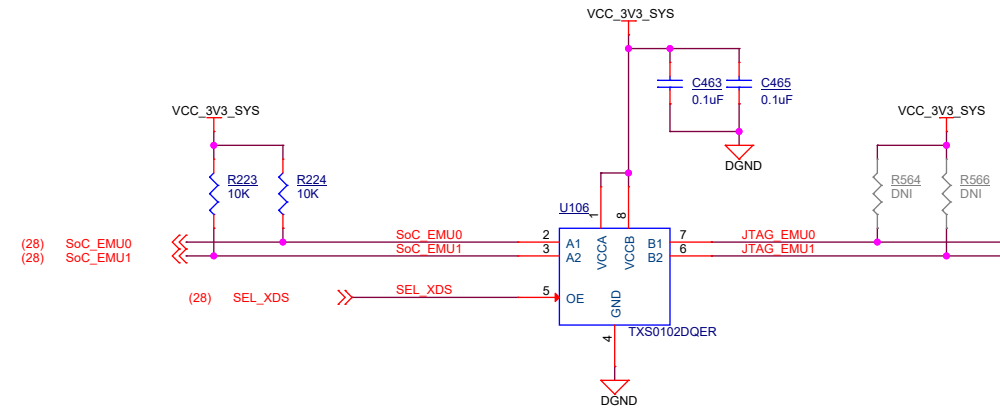 VCC_3V3_SYS
C463
0.1uF
C465
0.1uF
DGND
VCC_3V3_SYS
R223
10K
R224
10K
VCC_3V3_SYS
R564
DNI
R566
DNI
U106
1
8
(28) SoC_EMU0
SoC_EMU0
2
A1
VCCA
VCCB
B1
7
JTAG_EMU0
(28) SoC_EMU1
SoC_EMU1
3
A2
B2
6
JTAG_EMU1
(28) SEL_XDS
SEL_XDS
5
OE
GND
4
TXS0102DQER
DGND